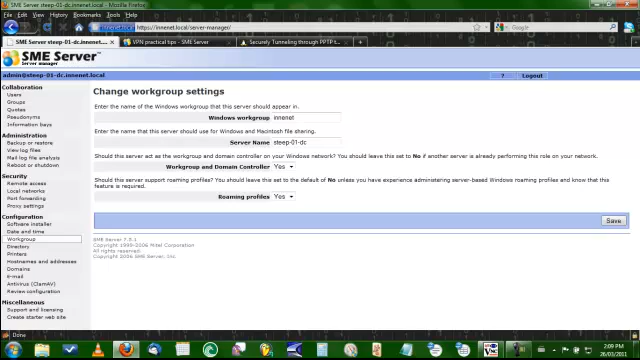 SME Server steep-01-dc.innenet.local - Mozilla Firefox
File Edit View History Bookmarks Tools Help
https://innenet.local/server-manager/
Google
SME Server steep-01-dc.innenet.local...
VPN practical tips - SME Server
Securely Tunneling through PPTP t...
SME Server™
Server manager
admin@steep-01-dc.innenet.local
?
Logout
Collaboration
Users
Groups
Quotas
Pseudonyms
Information bays
Administration
Backup or restore
View log files
Mail log file analysis
Reboot or shutdown
Security
Remote access
Local networks
Port forwarding
Proxy settings
Configuration
Software installer
Date and time
Workgroup
Directory
Printers
Hostnames and addresses
Domains
E-mail
Antivirus (ClamAV)
Review configuration
Miscellaneous
Support and licensing
Create starter web site
Change workgroup settings
Enter the name of the Windows workgroup that this server should appear in.
Windows workgroup innenet
Enter the name that this server should use for Windows and Macintosh file sharing.
Server Name steep-01-dc
Should this server act as the workgroup and domain controller on your Windows network? You should leave this set to No if another server is already performing this role on your network.
Workgroup and Domain Controller Yes
Should this server support roaming profiles? You should leave this set to the default of No unless you have experience administering server-based Windows roaming profiles and know that this
feature is required.
Roaming profiles Yes
Save
SME Server 7.5.1
Copyright 1999-2006 Mitel Corporation
All rights reserved.
Copyright 2006 SME Server, Inc.
Done
2:09 PM
26/03/2011